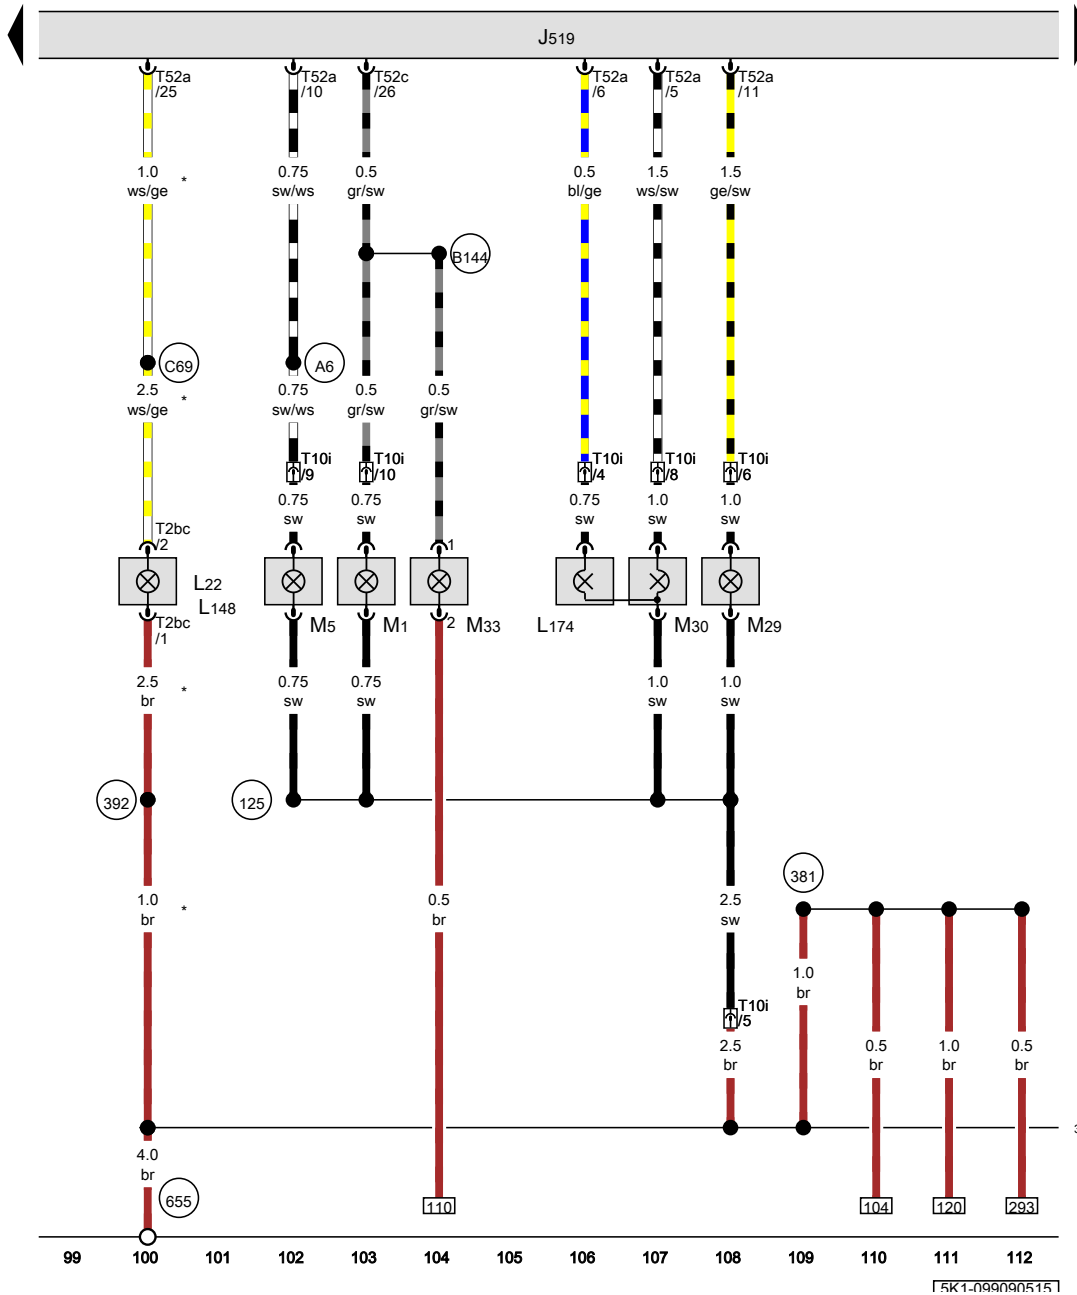 J519
T52a T52a T52c T52a T52a T52a
/25 /10 /26 /6 /5 /11
1.0 0.75 0.5 0.5 1.5 1.5
ws/ge * sw/ws gr/sw bl/ge ws/sw ge/sw
B144
C69 A6
2.5 0.75 0.5 0.5
ws/ge * sw/ws gr/sw gr/sw
T10i T10i T10i T10i T10i
/9 /10 /4 /8 /6
0.75 0.75 0.75 1.0 1.0
sw sw sw sw sw
T2bc
/2 1
L22
L148
T2bc 2 M5 M1 M33 L174 M30 M29
/1
2.5 0.75 0.75 1.0 1.0
br * sw sw sw sw
392 125
381
1.0 0.5 2.5
br * br sw
1.0
br
T10i
/5
2.5 0.5 1.0 0.5
br br br br
4.0
br
655
110 104 120 293
99 100 101 102 103 104 105 106 107 108 109 110 111 112
5K1-099090515